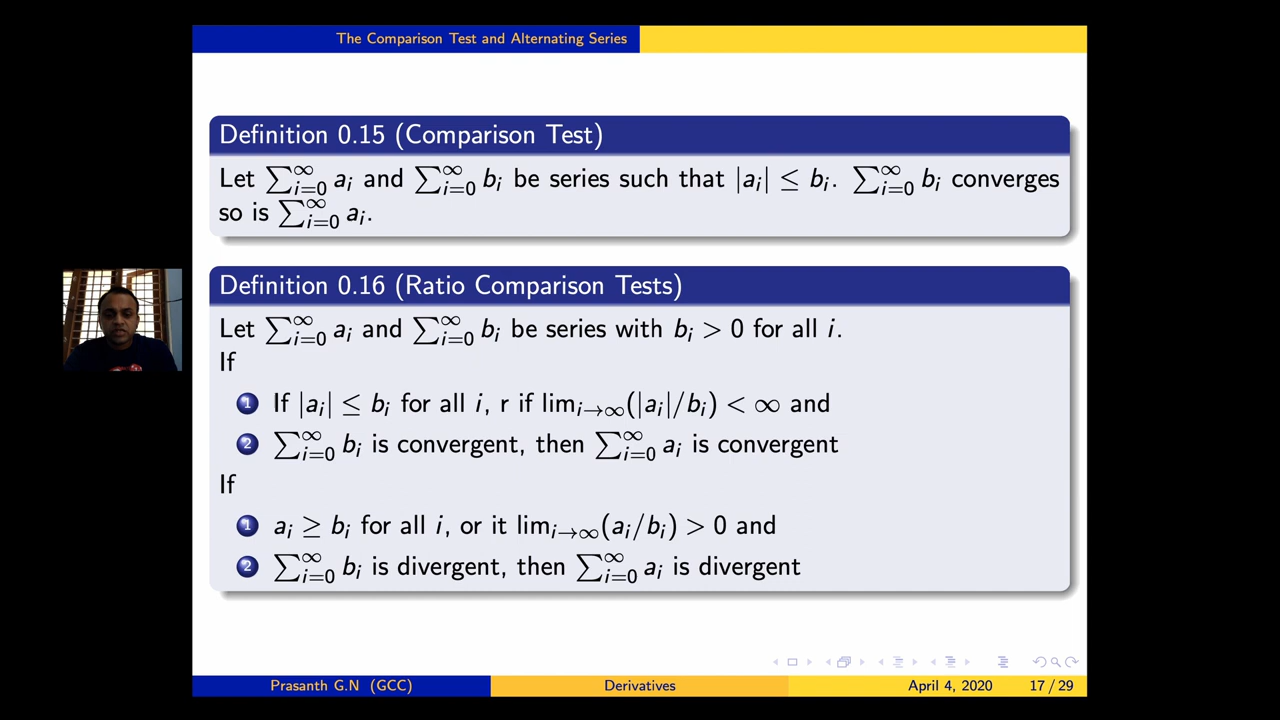 The Comparison Test and Alternating Series
Definition 0.15 (Comparison Test)
Let ∑_{i=0}^{∞} a_i and ∑_{i=0}^{∞} b_i be series such that |a_i| ≤ b_i. ∑_{i=0}^{∞} b_i converges
so is ∑_{i=0}^{∞} a_i.
Definition 0.16 (Ratio Comparison Tests)
Let ∑_{i=0}^{∞} a_i and ∑_{i=0}^{∞} b_i be series with b_i > 0 for all i.
If
1 If |a_i| ≤ b_i for all i, r if lim_{i→∞}(|a_i|/b_i) < ∞ and
2 ∑_{i=0}^{∞} b_i is convergent, then ∑_{i=0}^{∞} a_i is convergent
If
1 a_i ≥ b_i for all i, or it lim_{i→∞}(a_i/b_i) > 0 and
2 ∑_{i=0}^{∞} b_i is divergent, then ∑_{i=0}^{∞} a_i is divergent
Prasanth G.N (GCC) Derivatives April 4, 2020 17 / 29